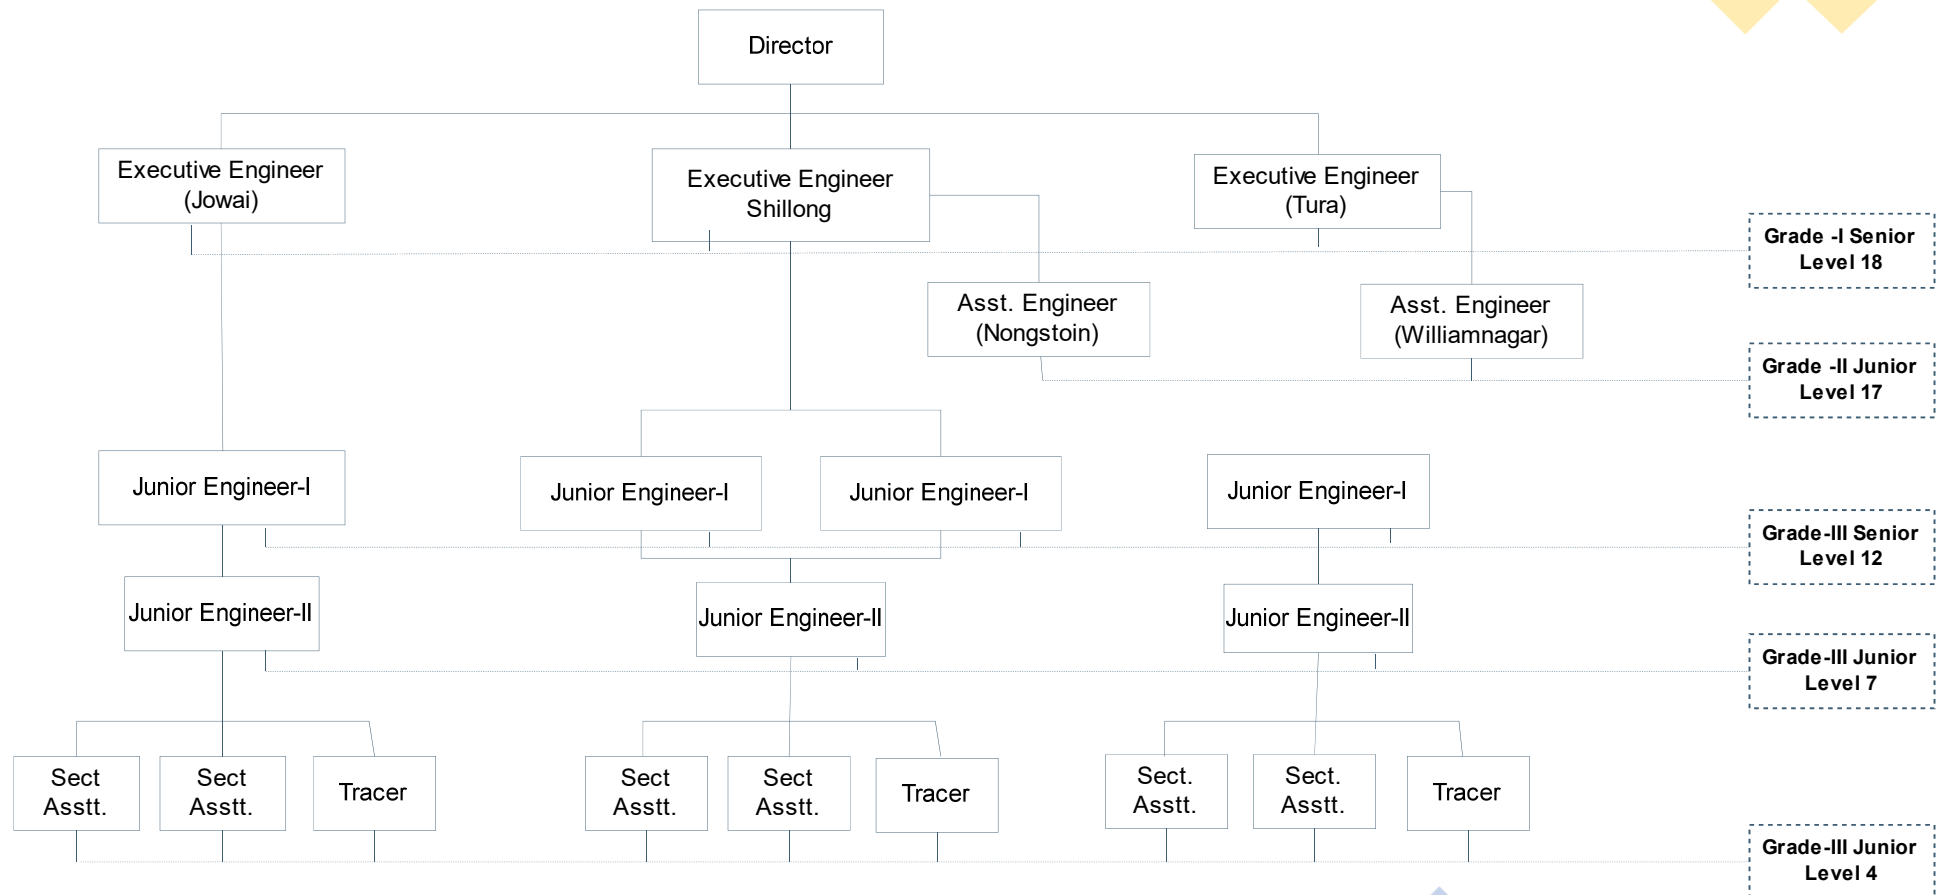 Director
Executive Engineer
(Jowai)
Executive Engineer
Shillong
Executive Engineer
(Tura)
Grade -I Senior
Level 18
Asst. Engineer
(Nongstoin)
Asst. Engineer
(Williamnagar)
Grade -II Junior
Level 17
Junior Engineer-I
Junior Engineer-I
Junior Engineer-I
Junior Engineer-I
Grade-III Senior
Level 12
Junior Engineer-II
Junior Engineer-II
Junior Engineer-II
Grade-III Junior
Level 7
Sect
Asstt.
Sect
Asstt.
Tracer
Sect
Asstt.
Sect
Asstt.
Tracer
Sect.
Asstt.
Sect.
Asstt.
Tracer
Grade-III Junior
Level 4